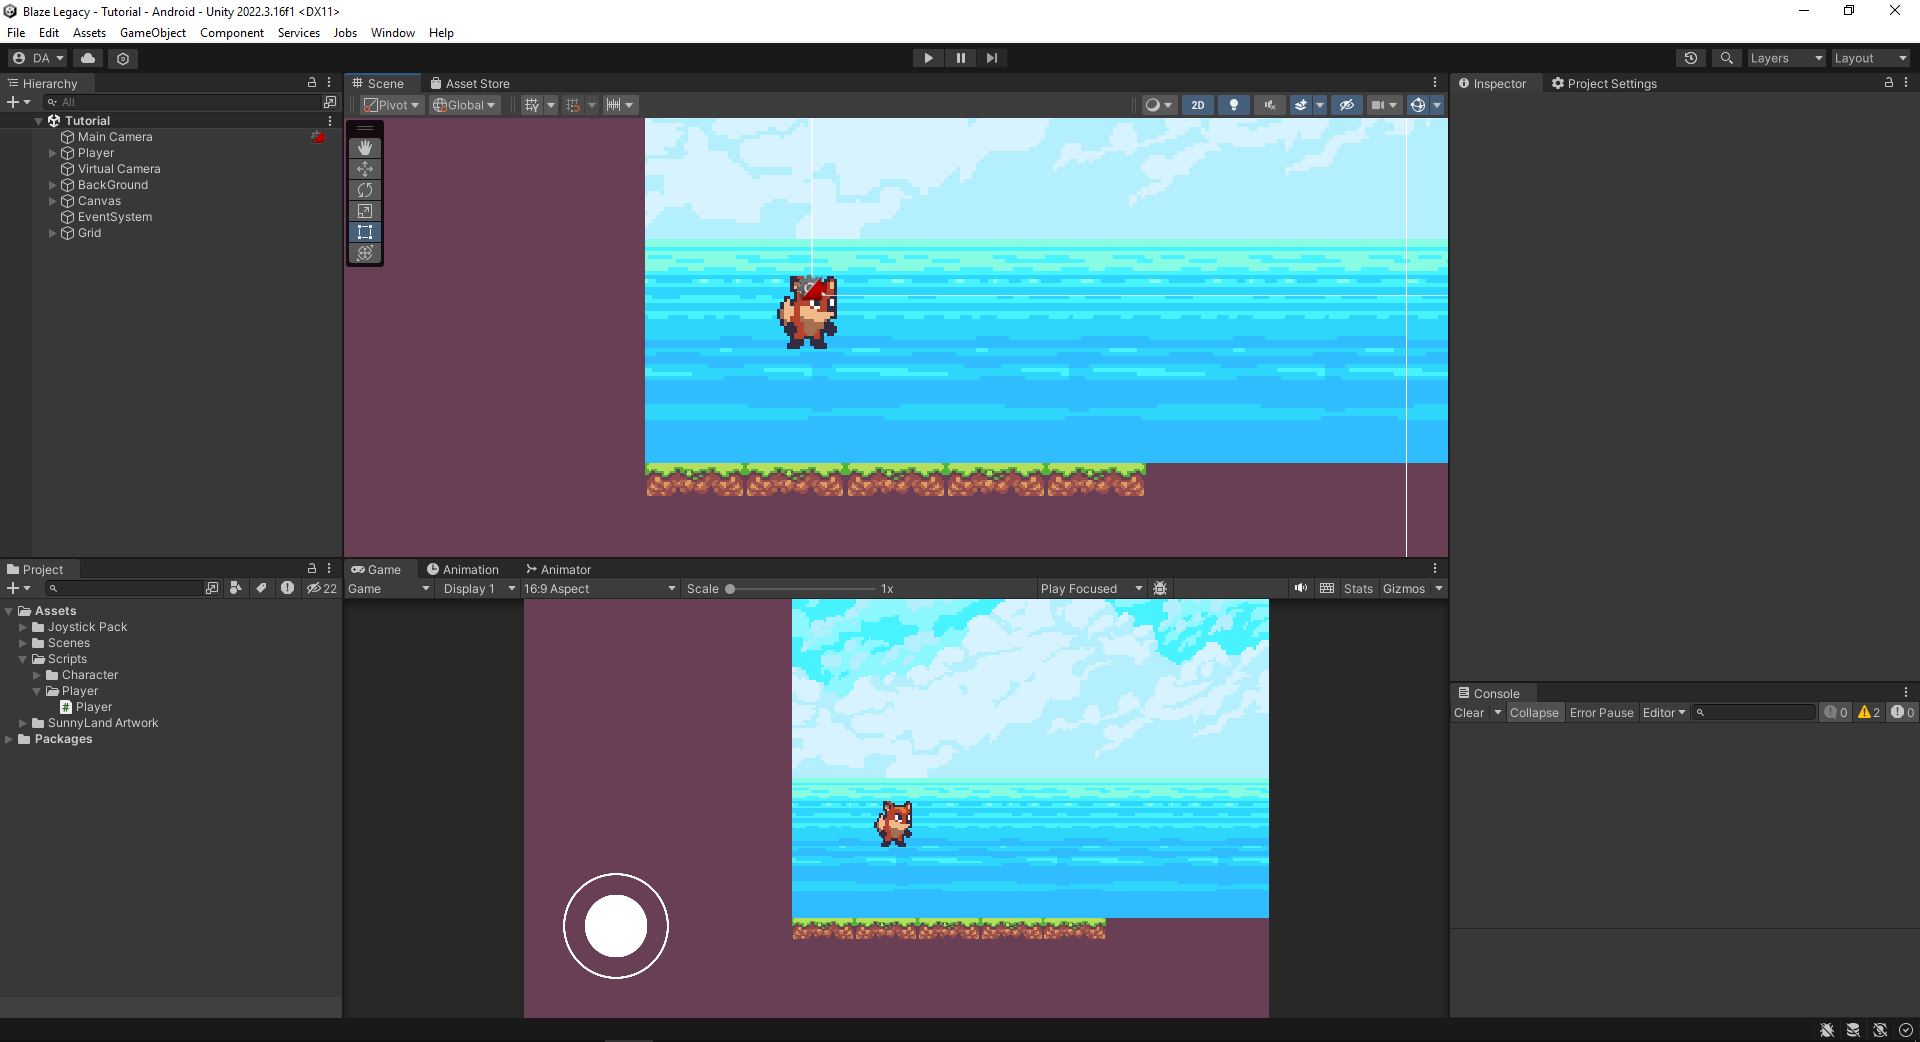 Blaze Legacy - Tutorial - Android - Unity 2022.3.16f1 <DX11>
File Edit Assets GameObject Component Services Jobs Window Help
DA Layers Layout
Hierarchy
All
Tutorial
Main Camera
Player
Virtual Camera
BackGround
Canvas
EventSystem
Grid
Scene Asset Store
Pivot Global 2D
Inspector Project Settings
Project
22
Assets
Joystick Pack
Scenes
Scripts
Character
Player
Player
SunnyLand Artwork
Packages
Game Animation Animator
Game Display 1 16:9 Aspect Scale 1x Play Focused Stats Gizmos
Console
Clear Collapse Error Pause Editor 0 2 0